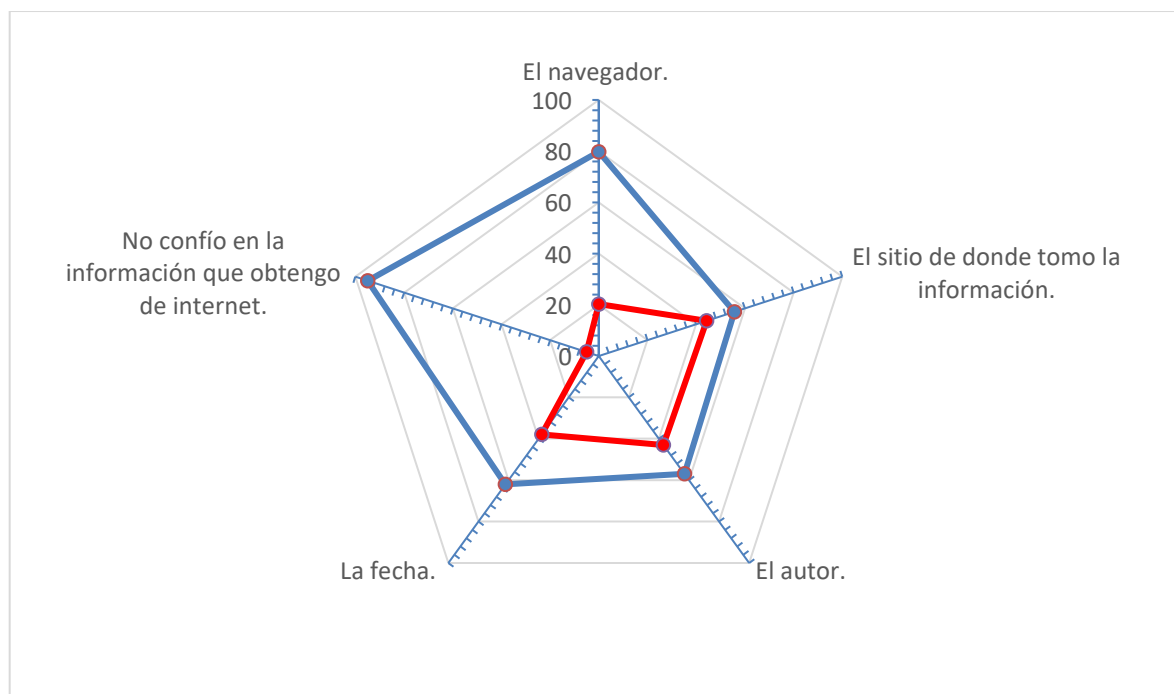 El navegador.
100
80
60
40
20
0
El sitio de donde tomo la
información.
El autor.
La fecha.
No confío en la
información que obtengo
de internet.